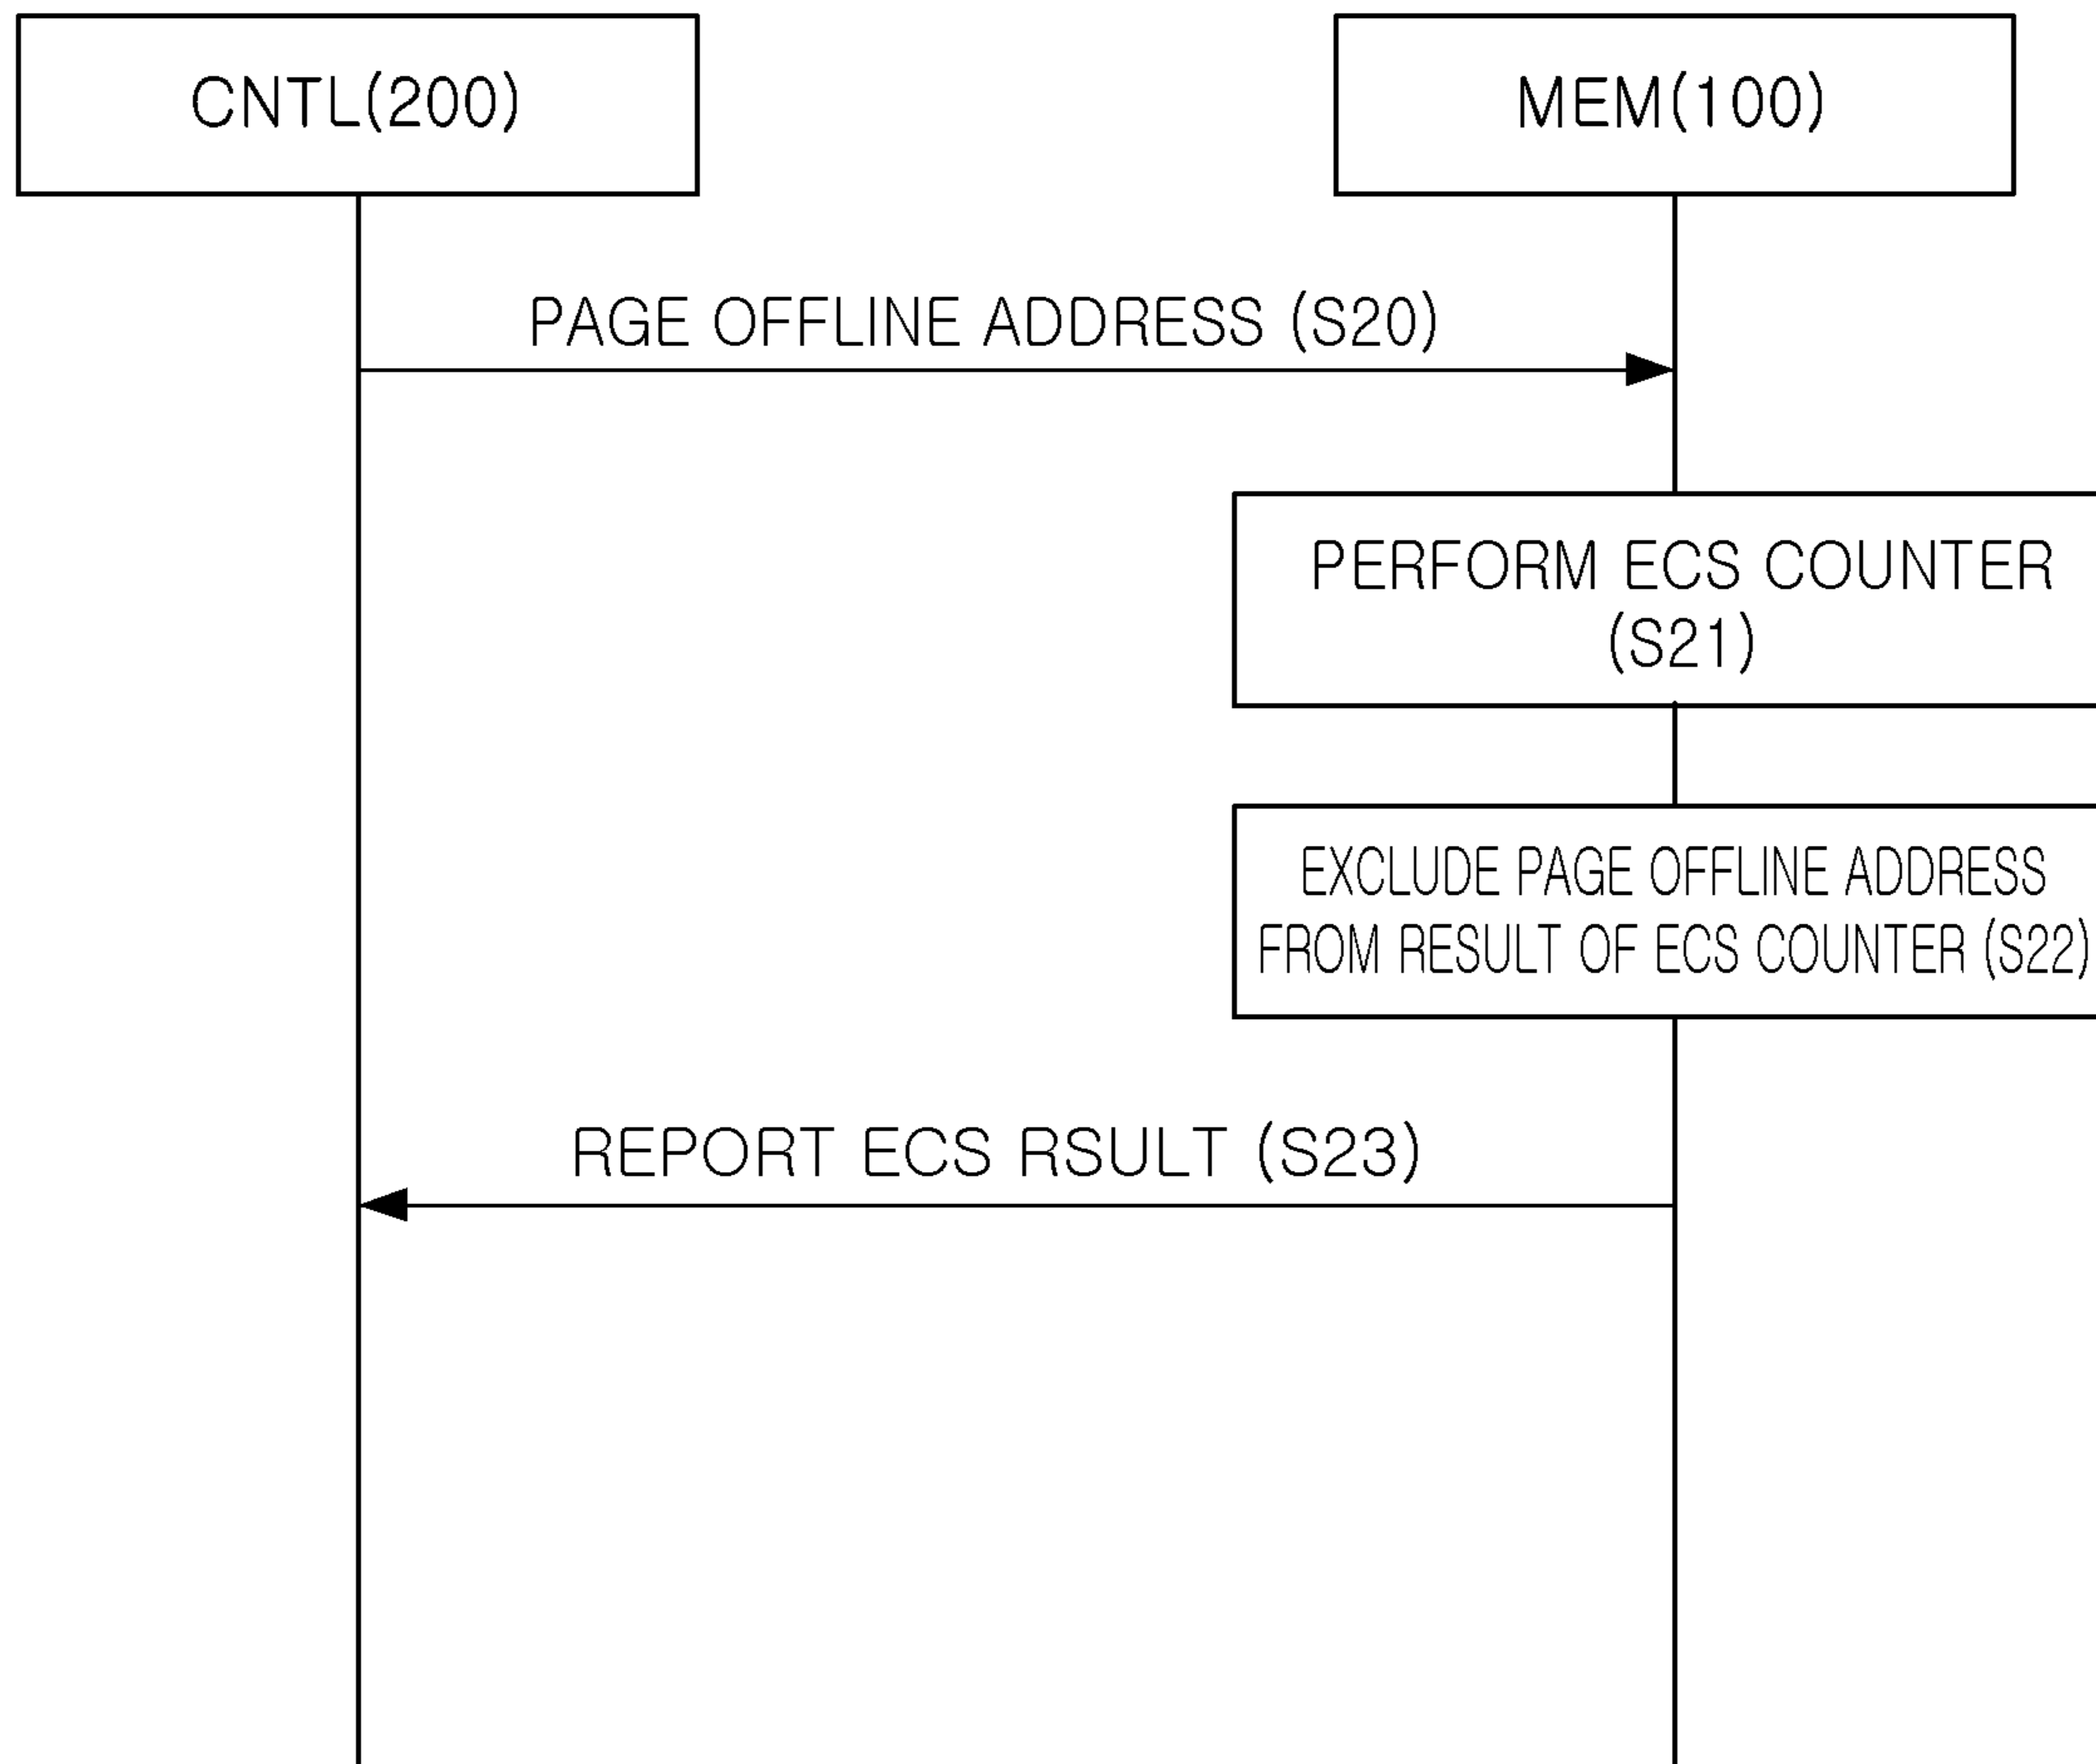 CNTL(200)
MEM(100)
PAGE OFFLINE ADDRESS (S20)
PERFORM ECS COUNTER
(S21)
EXCLUDE PAGE OFFLINE ADDRESS
FROM RESULT OF ECS COUNTER (S22)
REPORT ECS RSULT (S23)